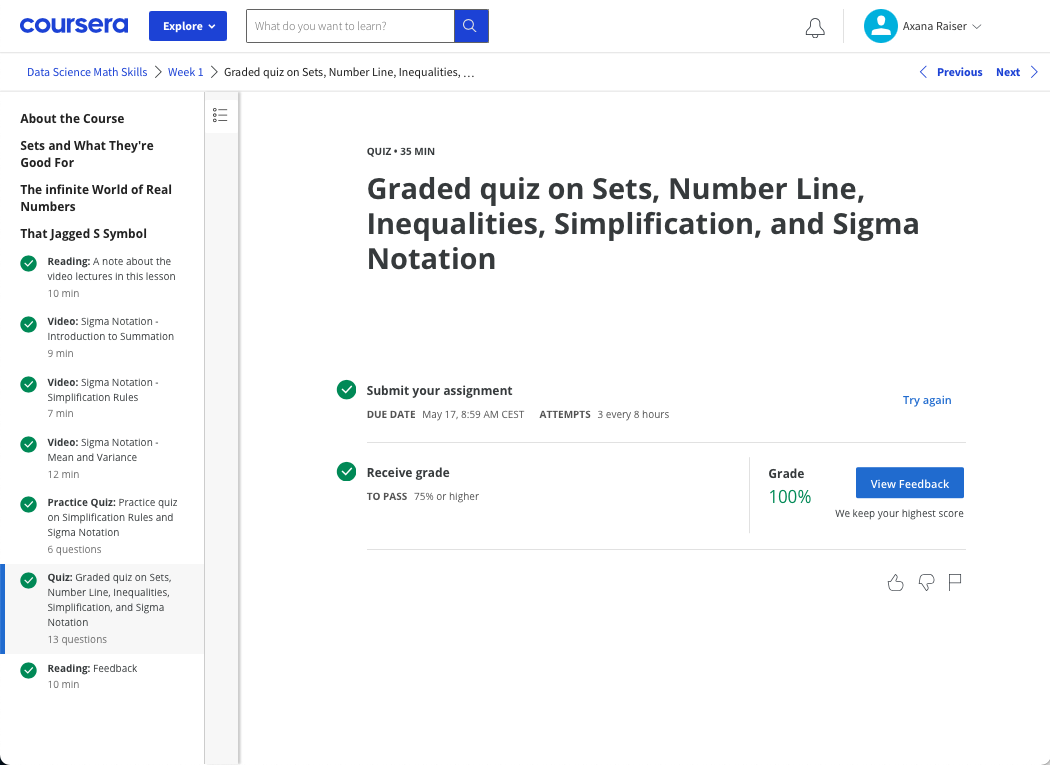 coursera
Explore
What do you want to learn?
Axana Raiser
Data Science Math Skills
Week 1
Graded quiz on Sets, Number Line, Inequalities, ...
Previous
Next
About the Course
Sets and What They're
Good For
The infinite World of Real
Numbers
That Jagged S Symbol
Reading: A note about the
video lectures in this lesson
10 min
Video: Sigma Notation -
Introduction to Summation
9 min
Video: Sigma Notation -
Simplification Rules
7 min
Video: Sigma Notation -
Mean and Variance
12 min
Practice Quiz: Practice quiz
on Simplification Rules and
Sigma Notation
6 questions
Quiz: Graded quiz on Sets,
Number Line, Inequalities,
Simplification, and Sigma
Notation
13 questions
Reading: Feedback
10 min
QUIZ • 35 MIN
Graded quiz on Sets, Number Line,
Inequalities, Simplification, and Sigma
Notation
Submit your assignment
DUE DATE May 17, 8:59 AM CEST ATTEMPTS 3 every 8 hours
Try again
Receive grade
TO PASS 75% or higher
Grade
100%
View Feedback
We keep your highest score